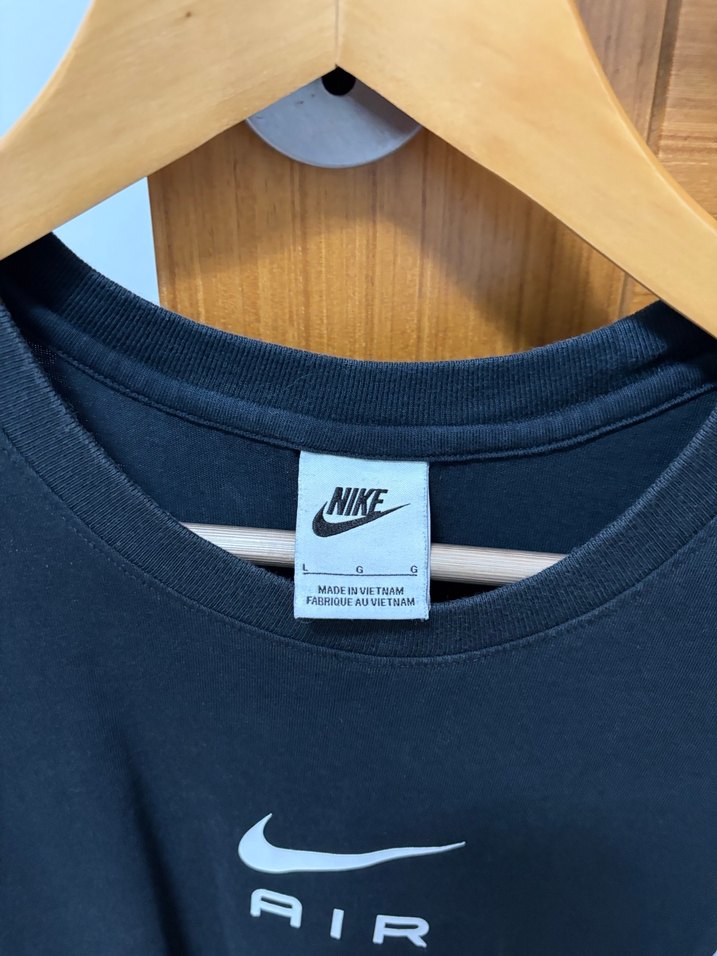 NIKE
L G G
MADE IN VIETNAM
FABRIQUE AU VIETNAM
AIR